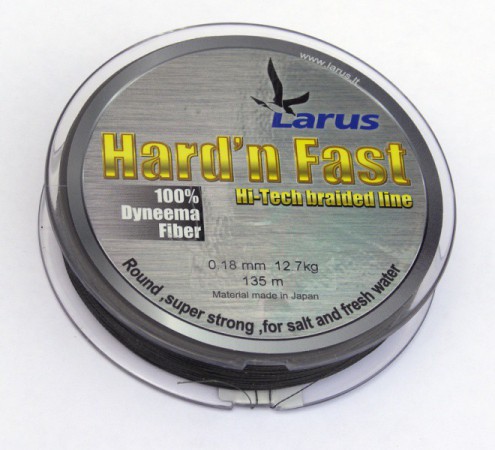 www.larus.lt
Larus
Hard'n Fast
Hi-Tech braided line
100%
Dyneema
Fiber
0.18 mm 12.7kg
135 m
Material made in Japan
Round ,super strong ,for salt and fresh water